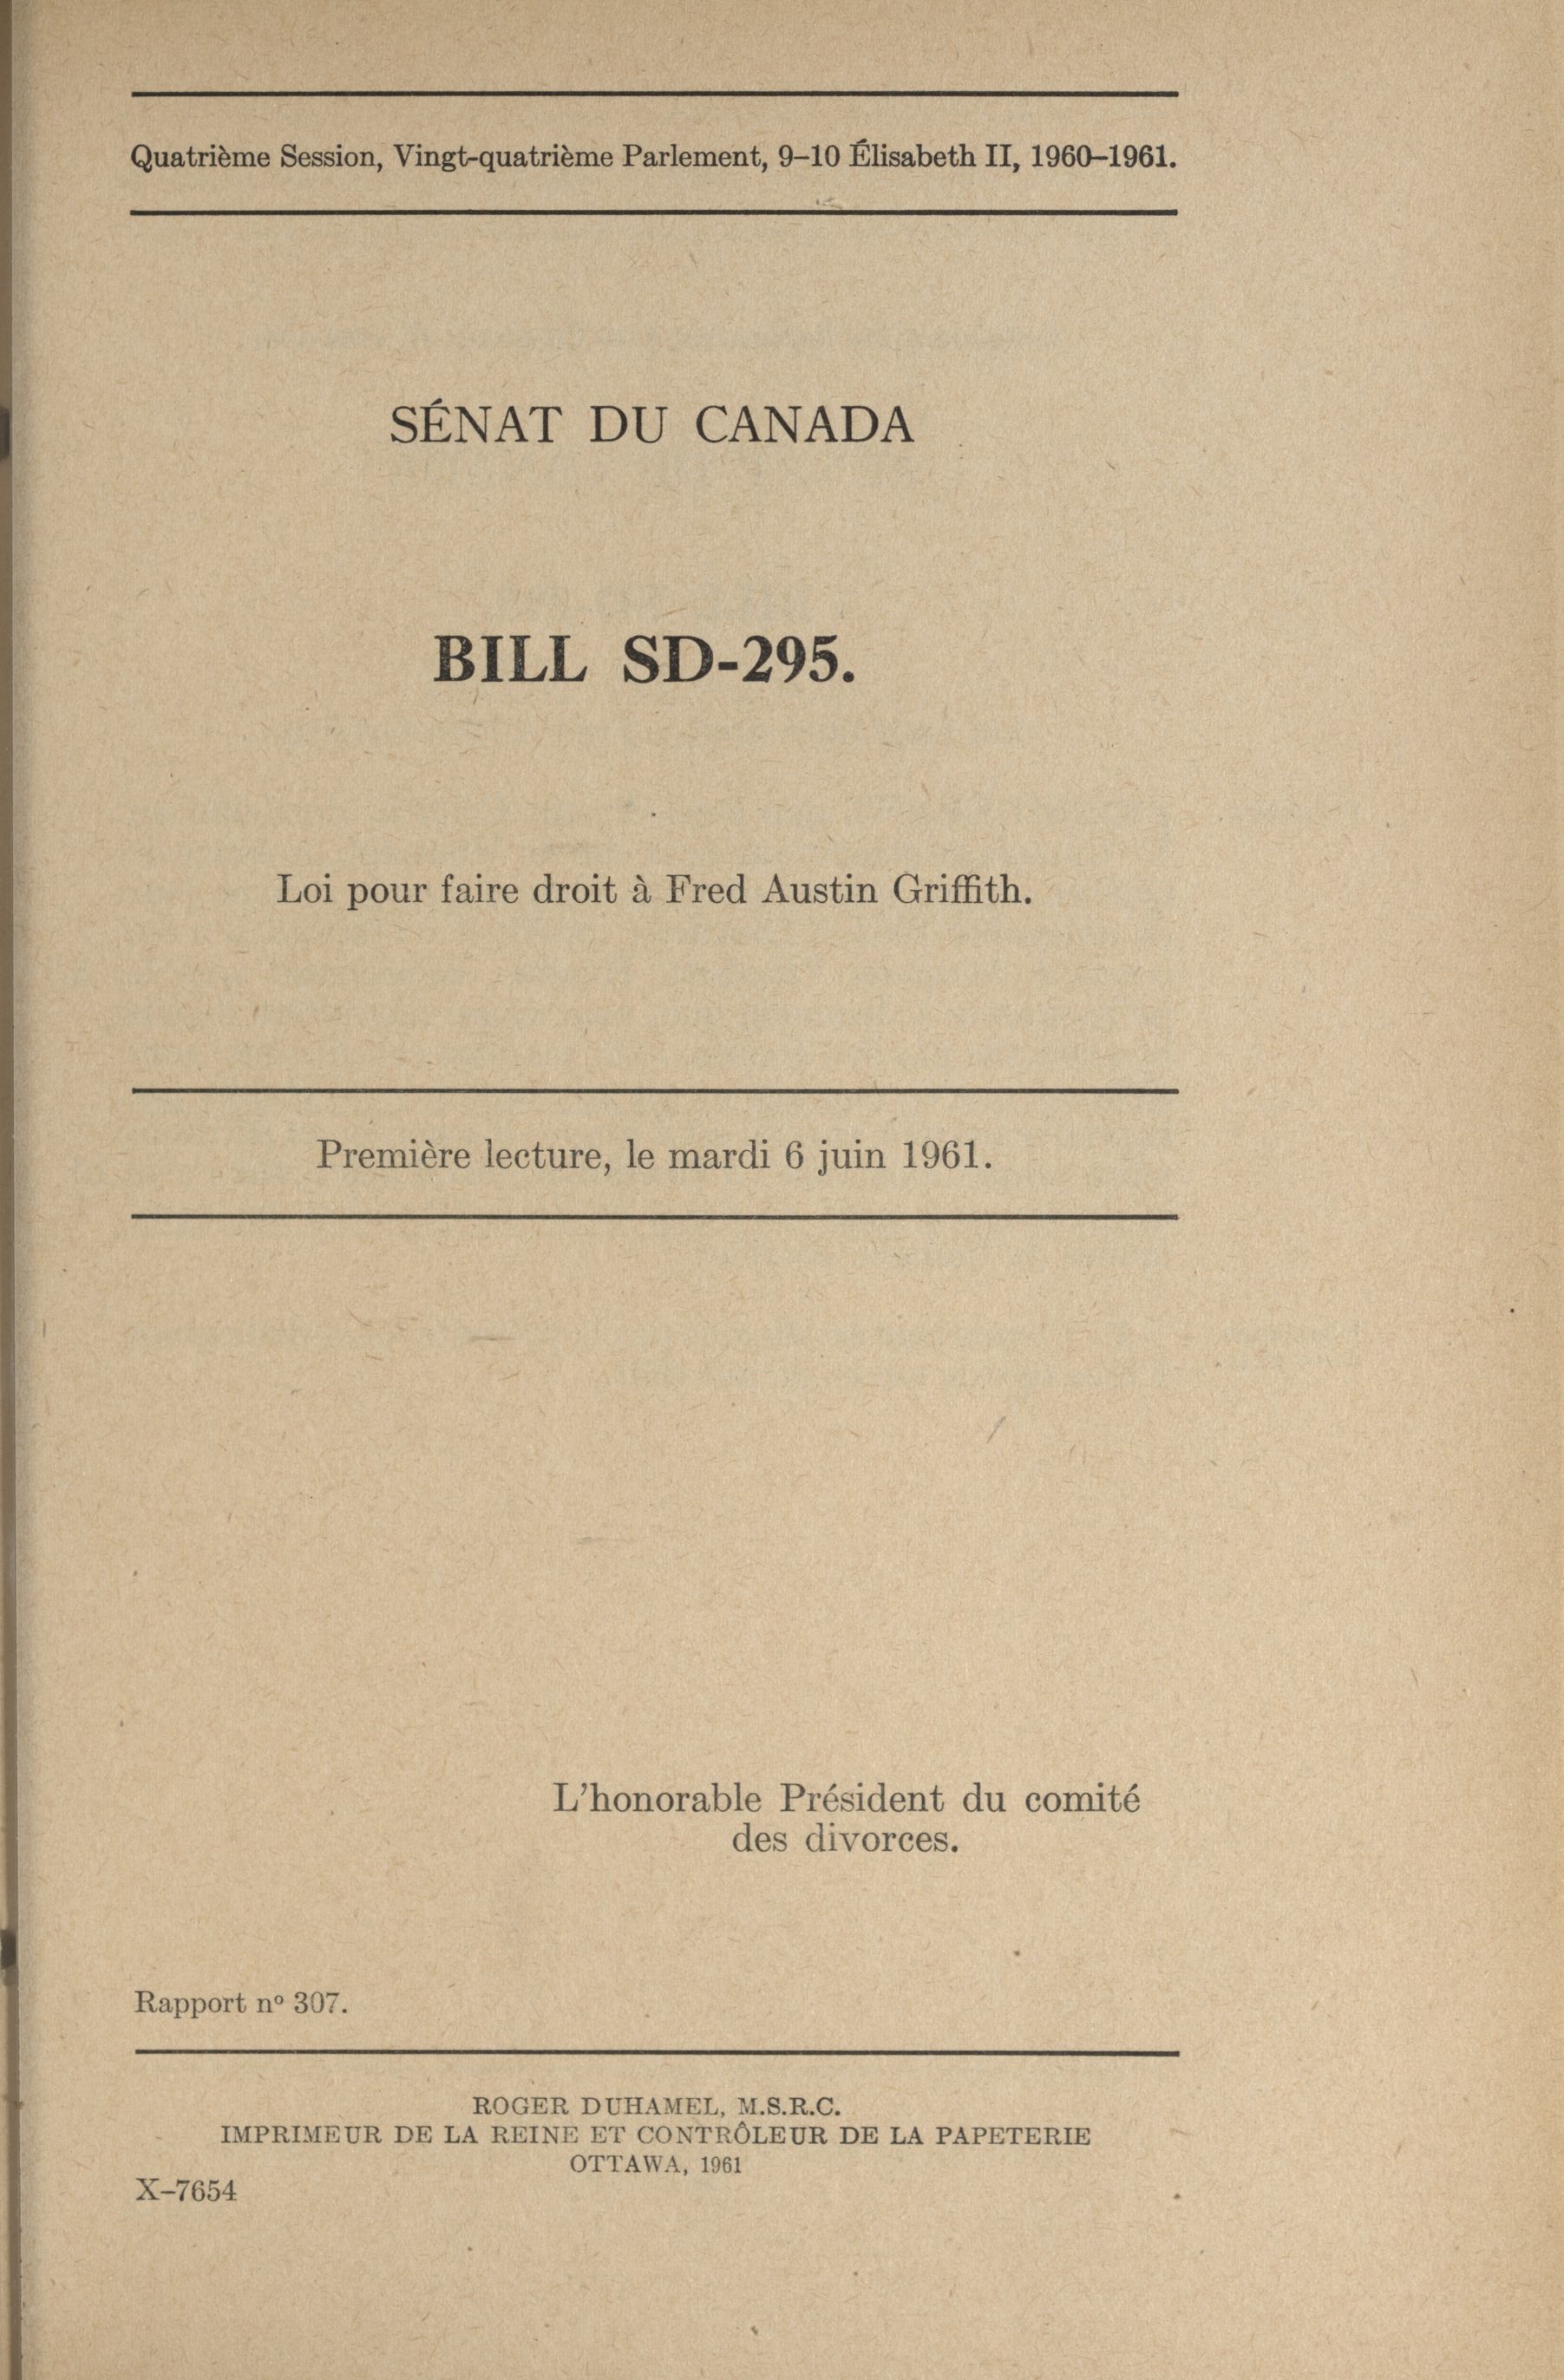 Quatrième Session, Vingt-quatrième Parlement, 9–10 Élisabeth II, 1960–1961.
SÉNAT DU CANADA
BILL SD-295.
Loi pour faire droit à Fred Austin Griffith.
Première lecture, le mardi 6 juin 1961.
L'honorable Président du comité
des divorces.
Rapport nº 307.
ROGER DUHAMEL, M.S.R.C.
IMPRIMEUR DE LA REINE ET CONTRÔLEUR DE LA PAPETERIE
OTTAWA, 1961
X–7654